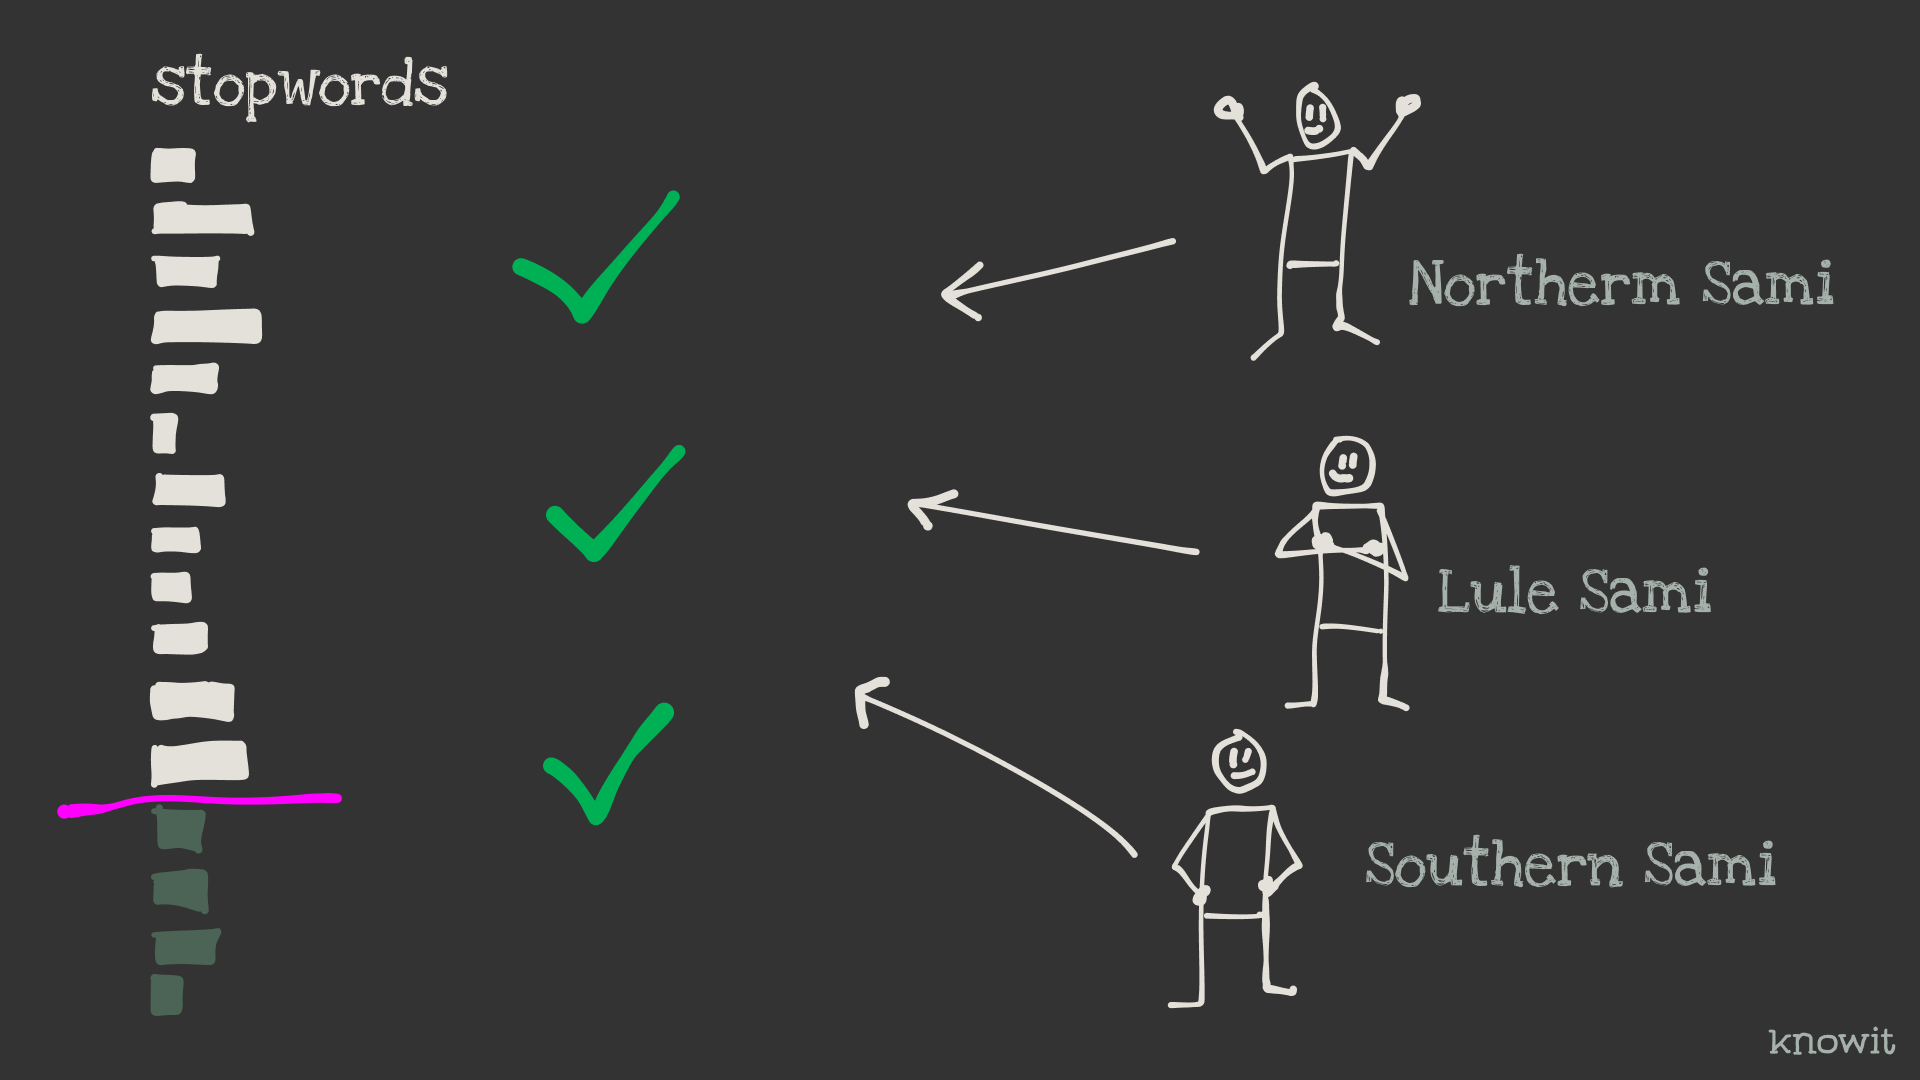 stopwords
Northerm Sami
Lule Sami
Southern Sami
knowit